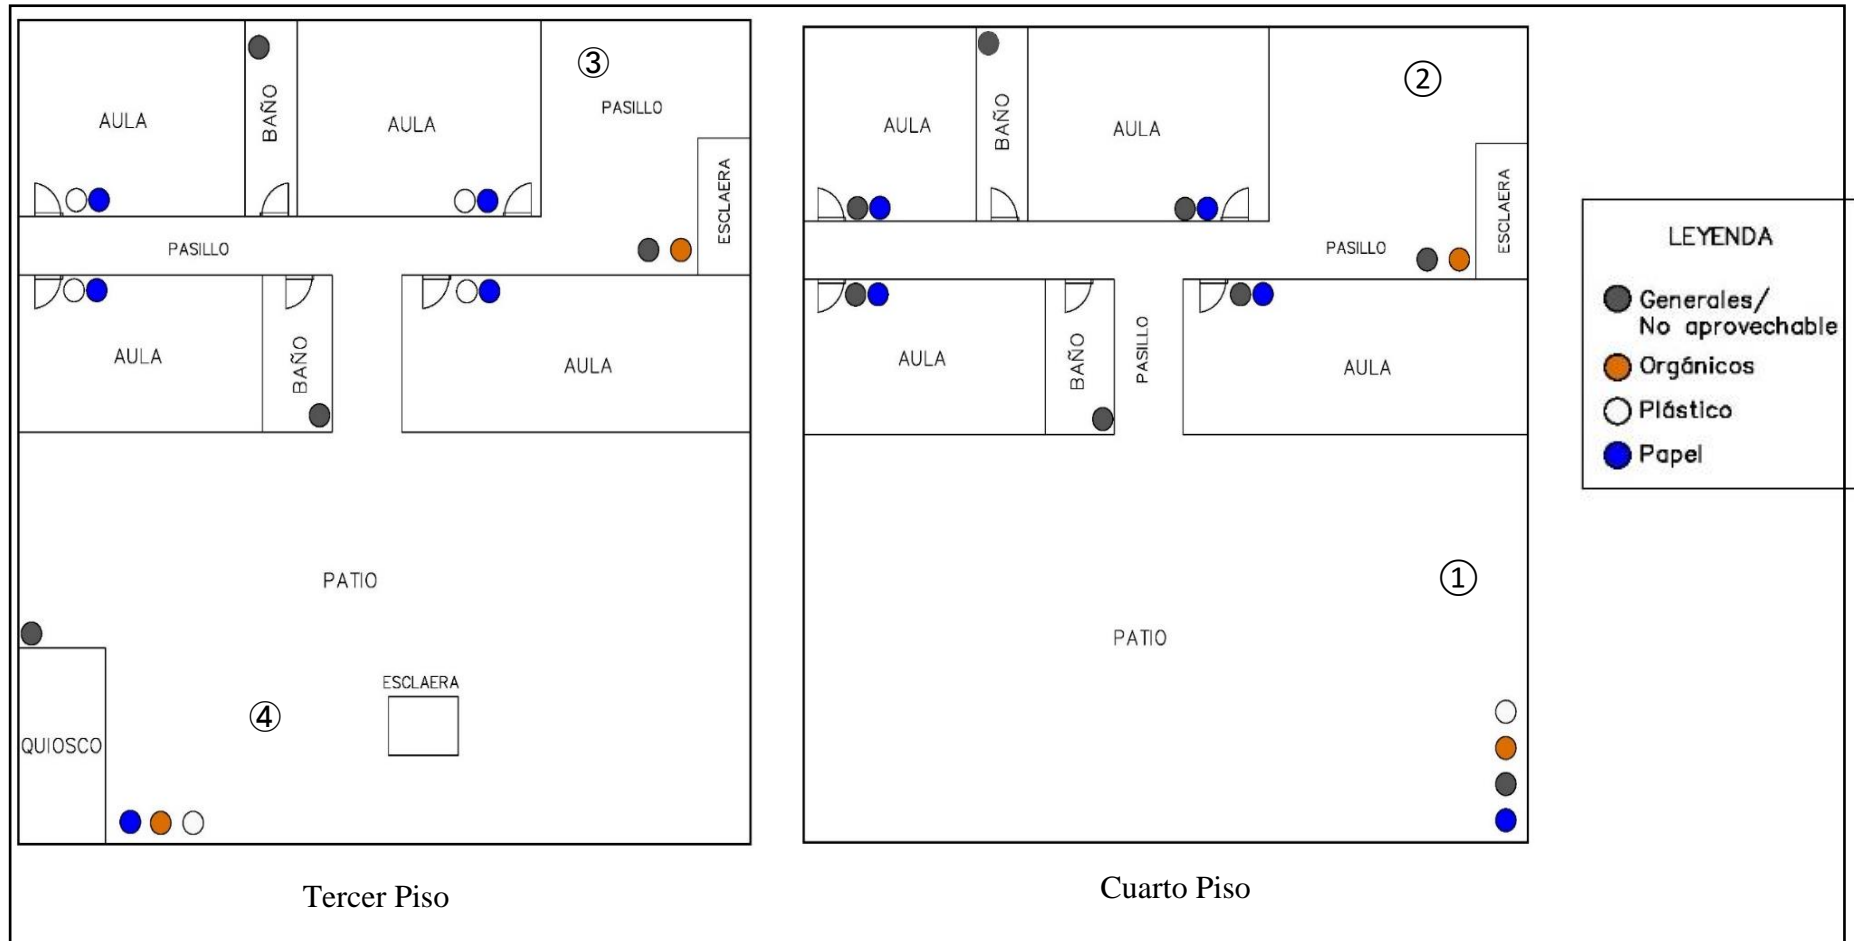 ③
AULA
BAÑO
AULA
PASILLO
ESCLAERA
PASILLO
AULA
BAÑO
AULA
PATIO
ESCLAERA
④
QUIOSCO
Tercer Piso
②
AULA
BAÑO
AULA
ESCLAERA
PASILLO
AULA
BAÑO
PASILLO
AULA
①
PATIO
Cuarto Piso
LEYENDA
Generales/
No aprovechable
Orgánicos
Plástico
Papel